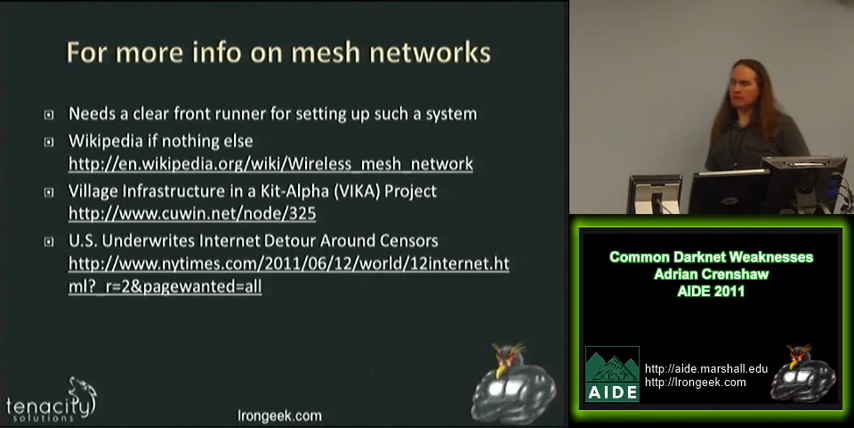 For more info on mesh networks
Needs a clear front runner for setting up such a system
Wikipedia if nothing else
http://en.wikipedia.org/wiki/Wireless_mesh_network
Village Infrastructure in a Kit-Alpha (VIKA) Project
http://www.cuwin.net/node/325
U.S. Underwrites Internet Detour Around Censors
http://www.nytimes.com/2011/06/12/world/12internet.ht
ml?_r=2&pagewanted=all
tenacity
solutions
Irongeek.com
Common Darknet Weaknesses
Adrian Crenshaw
AIDE 2011
AIDE
http://aide.marshall.edu
http://Irongeek.com